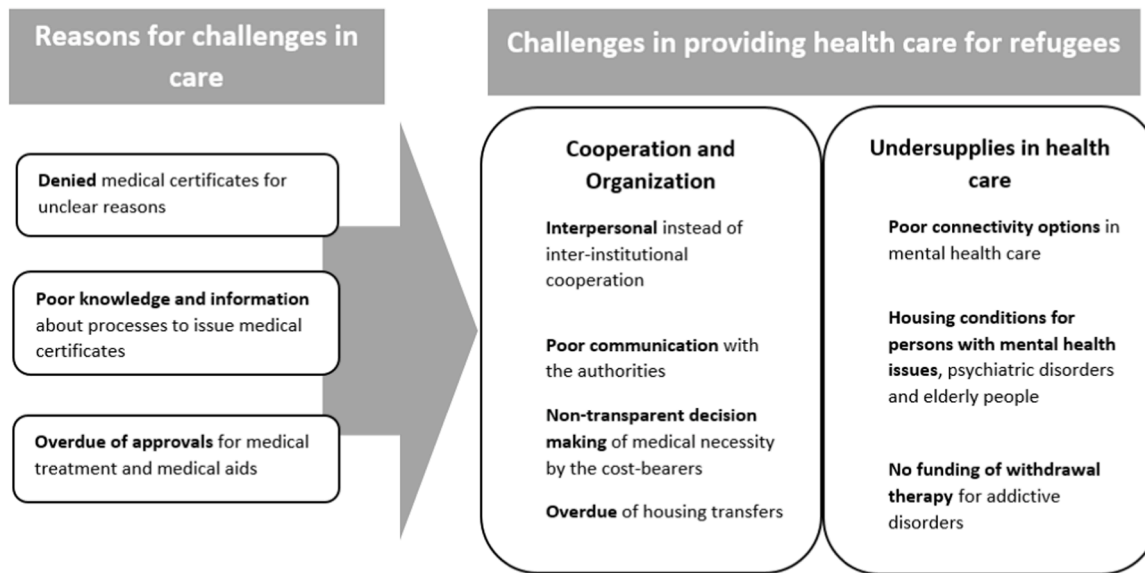 Reasons for challenges in
care
Denied medical certificates for
unclear reasons
Poor knowledge and information
about processes to issue medical
certificates
Overdue of approvals for medical
treatment and medical aids
Challenges in providing health care for refugees
Cooperation and
Organization
Interpersonal instead of
inter-institutional
cooperation
Poor communication with
the authorities
Non-transparent decision
making of medical necessity
by the cost-bearers
Overdue of housing transfers
Undersupplies in health
care
Poor connectivity options in
mental health care
Housing conditions for
persons with mental health
issues, psychiatric disorders
and elderly people
No funding of withdrawal
therapy for addictive
disorders